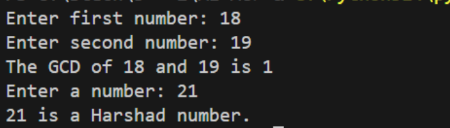 Enter first number: 18
Enter second number: 19
The GCD of 18 and 19 is 1
Enter a number: 21
21 is a Harshad number.